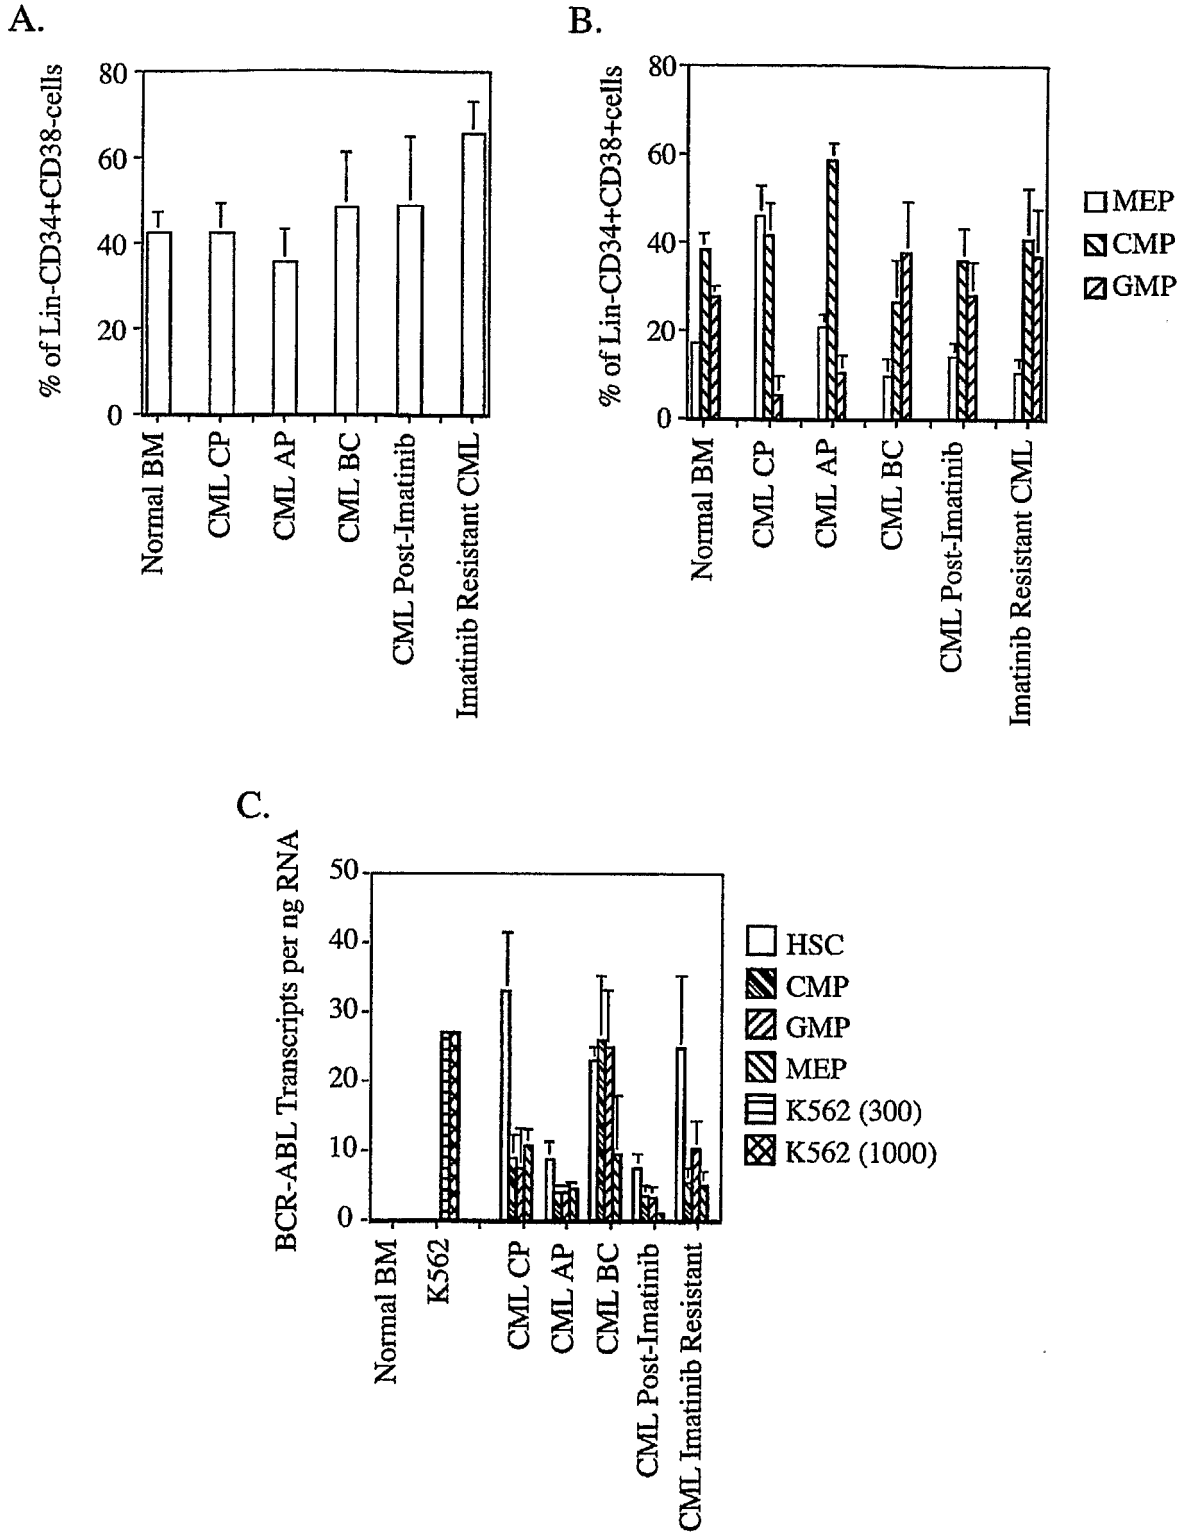 A.
% of Lin-CD34+CD38-cells
80
60
40
20
0
Normal BM
CML CP
CML AP
CML BC
CML Post-Imatinib
Imatinib Resistant CML
B.
% of Lin-CD34+CD38+cells
80
60
40
20
0
Normal BM
CML CP
CML AP
CML BC
CML Post-Imatinib
Imatinib Resistant CML
MEP
CMP
GMP
C.
BCR-ABL Transcripts per ng RNA
50
40
30
20
10
0
Normal BM
K562
CML CP
CML AP
CML BC
CML Post-Imatinib
CML Imatinib Resistant
HSC
CMP
GMP
MEP
K562 (300)
K562 (1000)